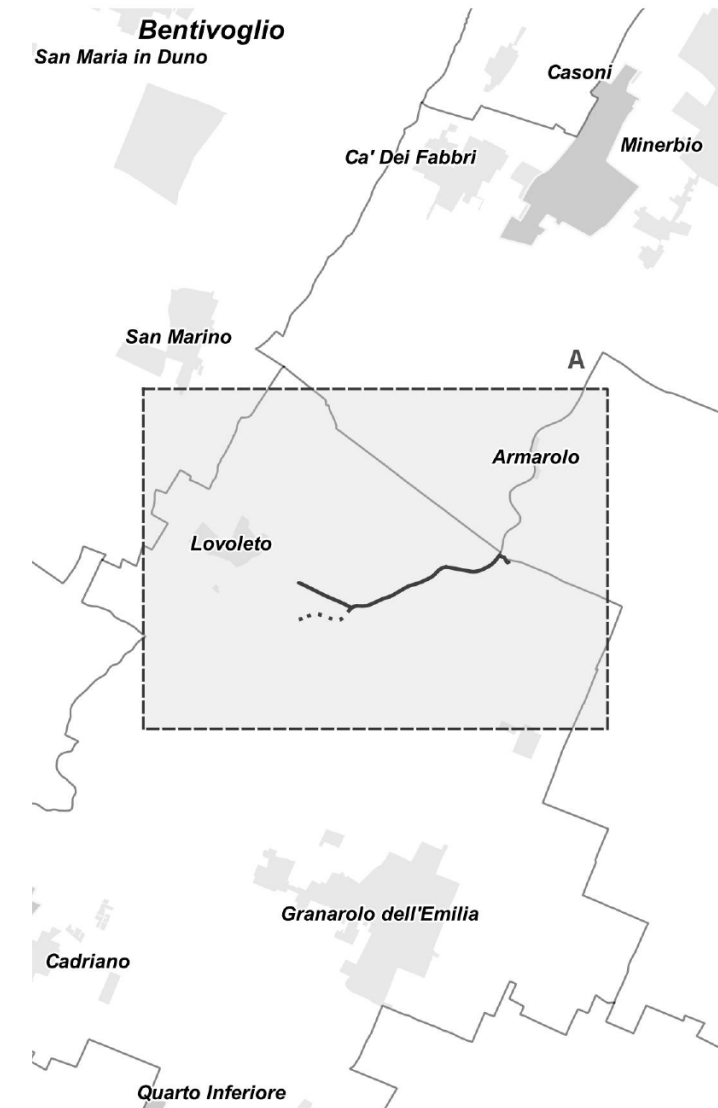 Bentivoglio
San Maria in Duno
Casoni
Minerbio
Ca' Dei Fabbri
San Marino
A
Armarolo
Lovoleto
Granarolo dell'Emilia
Cadriano
Quarto Inferiore